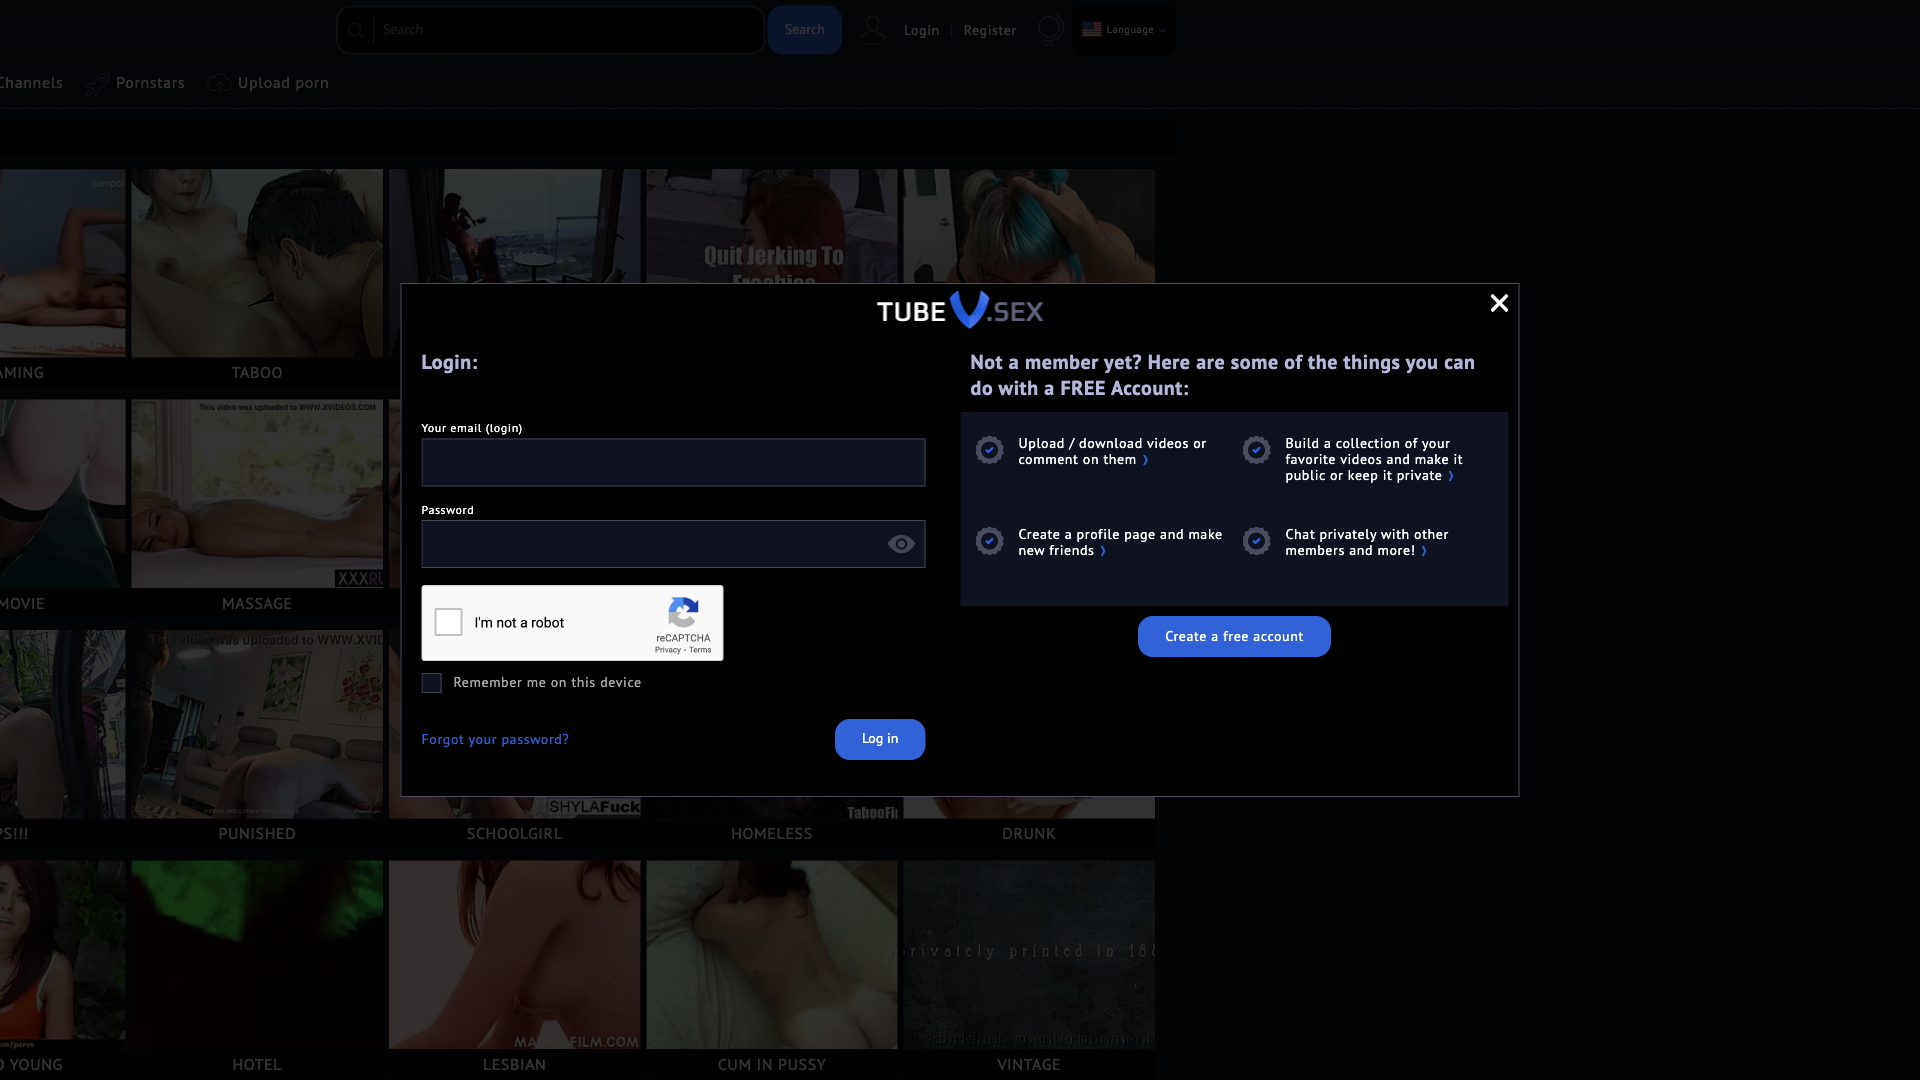 Search
Search
Login
Register
Language
Channels
Pornstars
Upload porn
campor
Quit Jerking To
Freebies
AMING
TABOO
TUBEV.SEX
Login:
Your email (login)
Password
I'm not a robot
reCAPTCHA
Privacy - Terms
Remember me on this device
Forgot your password?
Log in
Not a member yet? Here are some of the things you can
do with a FREE Account:
Upload / download videos or
comment on them ›
Build a collection of your
favorite videos and make it
public or keep it private ›
Create a profile page and make
new friends ›
Chat privately with other
members and more! ›
Create a free account
This video was uploaded to WWW.XVIDEOS.COM
XXXRU
MOVIE
MASSAGE
This video was uploaded to WWW.XVID
SHYLAFuck
TabooFi
PS!!!
PUNISHED
SCHOOLGIRL
HOMELESS
DRUNK
com/pervs
MAMMAFILM.COM
privately printed in 188
D YOUNG
HOTEL
LESBIAN
CUM IN PUSSY
VINTAGE